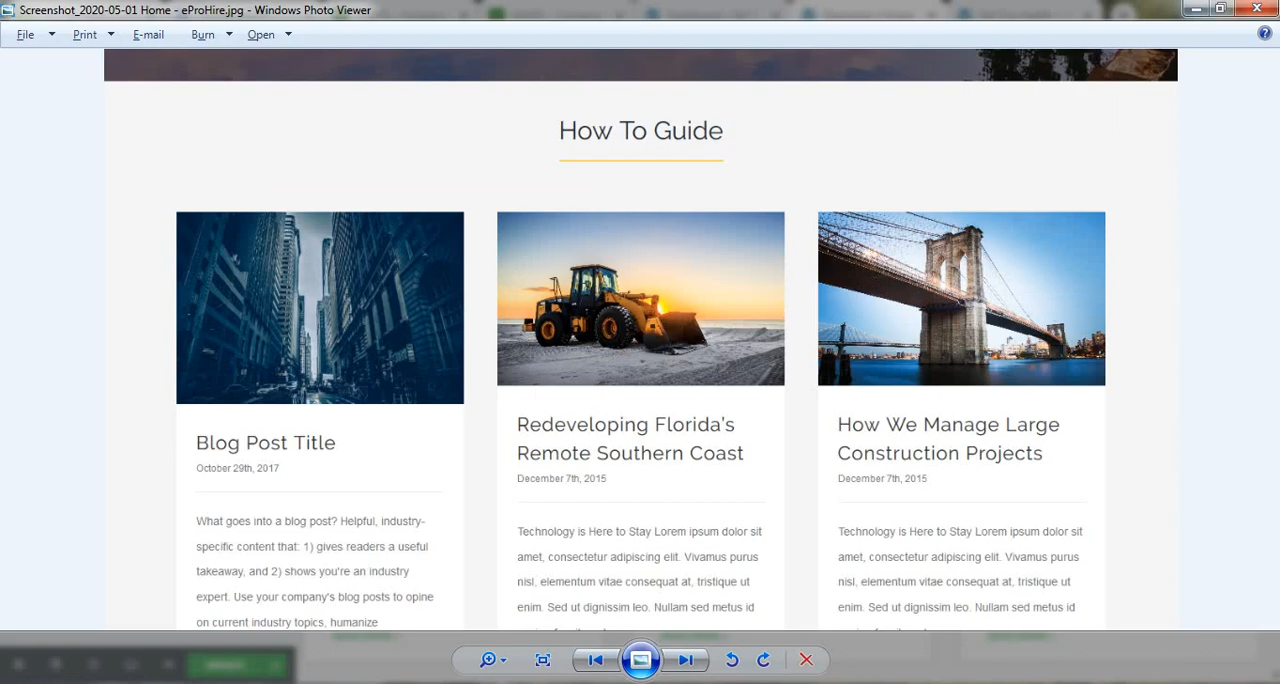 Screenshot_2020-05-01 Home - eProHire.jpg - Windows Photo Viewer
File Print E-mail Burn Open
How To Guide
Blog Post Title
October 29th, 2017
What goes into a blog post? Helpful, industry-
specific content that: 1) gives readers a useful
takeaway, and 2) shows you're an industry
expert. Use your company's blog posts to opine
on current industry topics, humanize
Redeveloping Florida's
Remote Southern Coast
December 7th, 2015
Technology is Here to Stay Lorem ipsum dolor sit
amet, consectetur adipiscing elit. Vivamus purus
nisl, elementum vitae consequat at, tristique ut
enim. Sed ut dignissim leo. Nullam sed metus id
How We Manage Large
Construction Projects
December 7th, 2015
Technology is Here to Stay Lorem ipsum dolor sit
amet, consectetur adipiscing elit. Vivamus purus
nisl, elementum vitae consequat at, tristique ut
enim. Sed ut dignissim leo. Nullam sed metus id